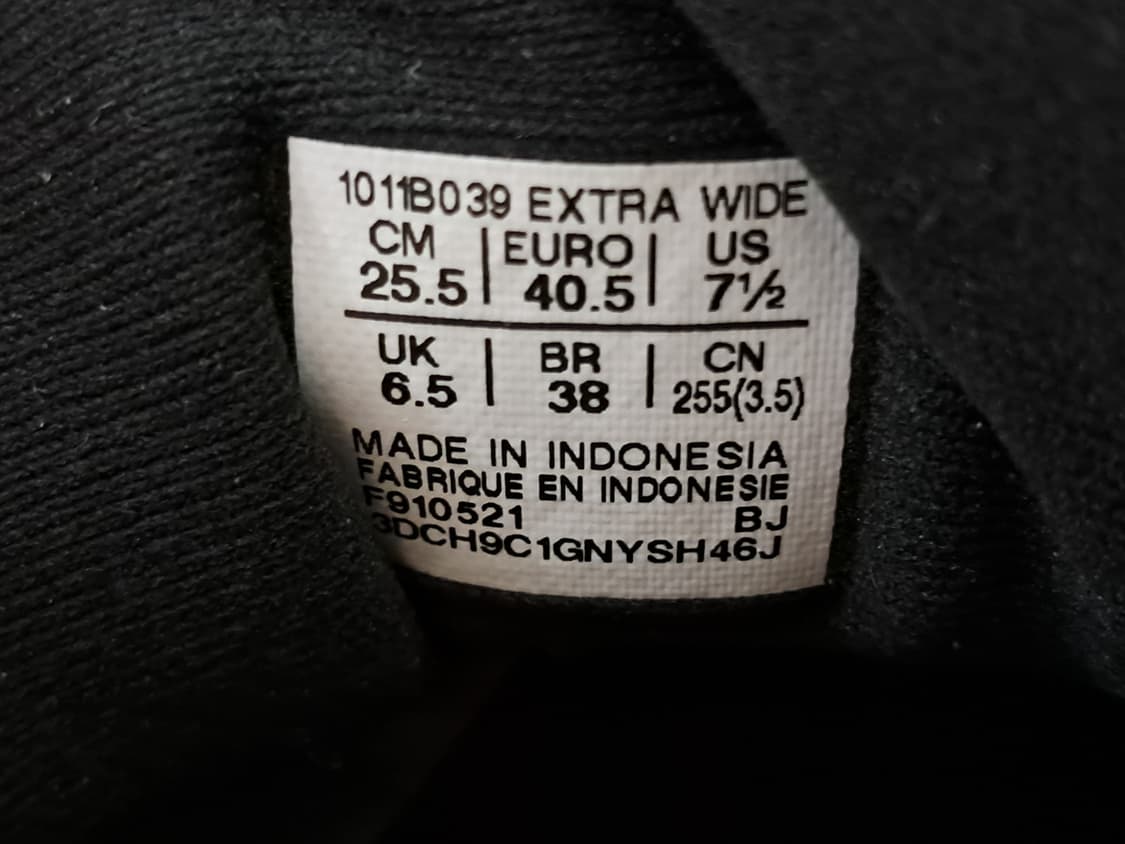 1011B039 EXTRA WIDE
CM | EURO | US
25.5 | 40.5 | 7½
UK | BR | CN
6.5 | 38 | 255(3.5)
MADE IN INDONESIA
FABRIQUE EN INDONESIE
F910521 BJ
3DCH9C1GNYSH46J